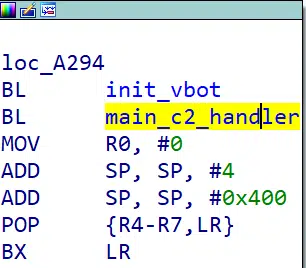 loc_A294
BL init_vbot
BL main_c2_handler
MOV R0, #0
ADD SP, SP, #4
ADD SP, SP, #0x400
POP {R4-R7,LR}
BX LR